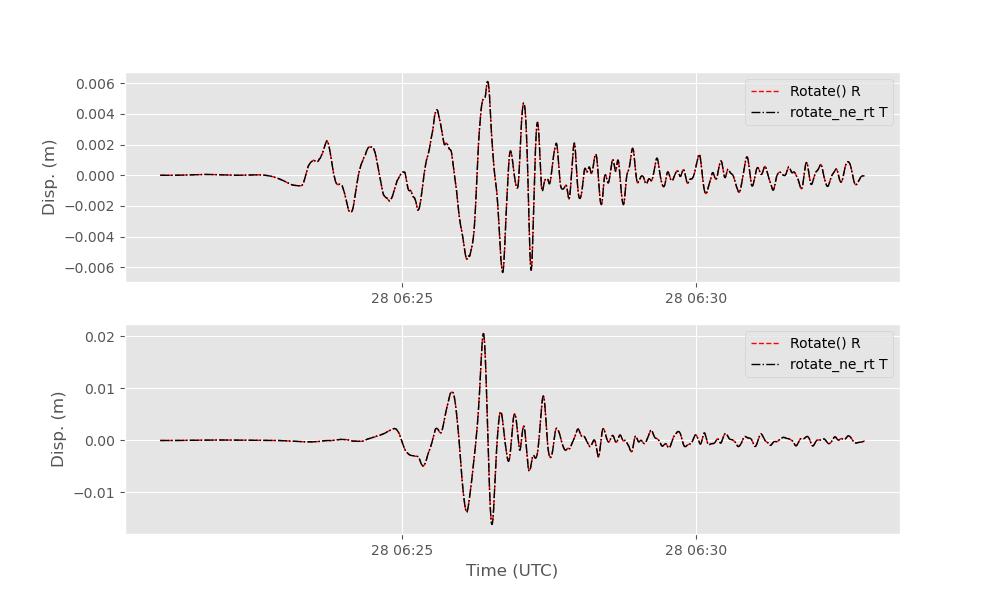 0.006
0.004
0.002
0.000
−0.002
−0.004
−0.006
Disp. (m)
Rotate() R
rotate_ne_rt T
28 06:25
28 06:30
0.02
0.01
0.00
−0.01
Disp. (m)
Rotate() R
rotate_ne_rt T
28 06:25
28 06:30
Time (UTC)